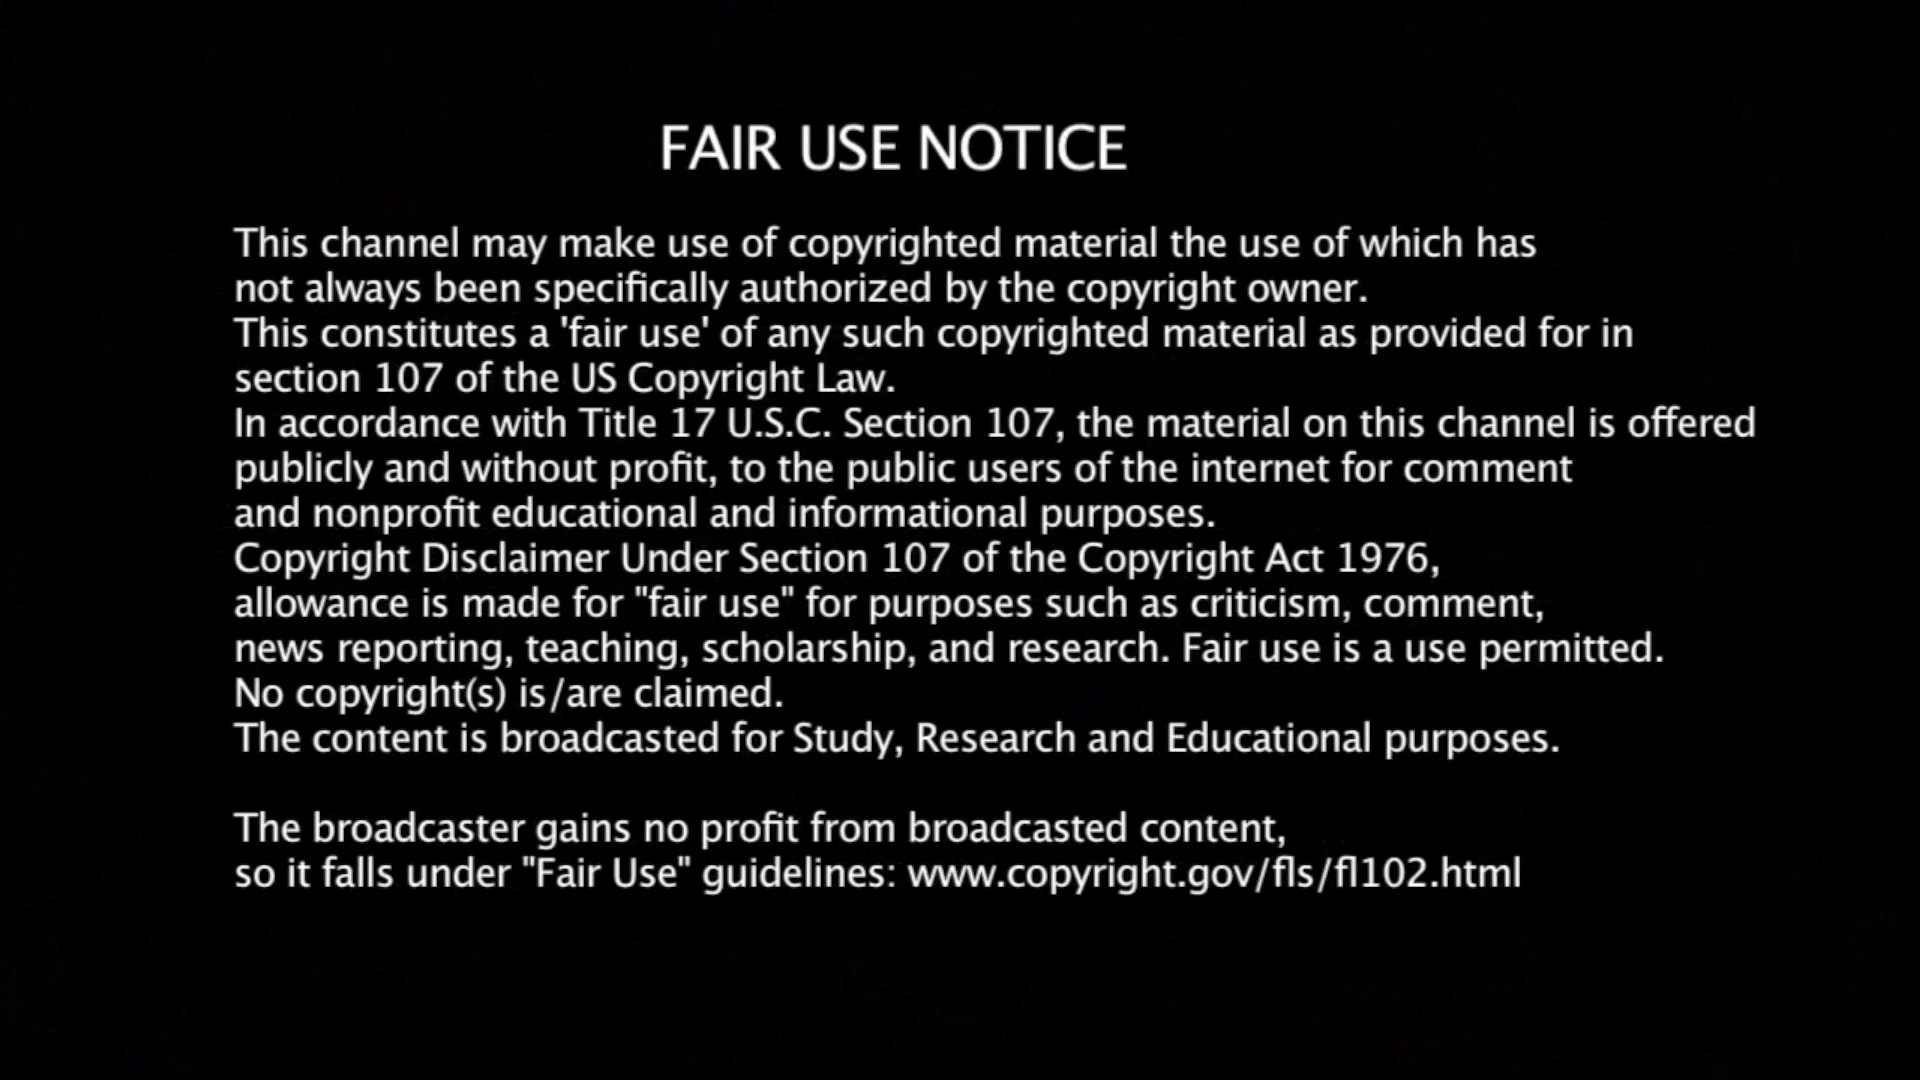 FAIR USE NOTICE
This channel may make use of copyrighted material the use of which has
not always been specifically authorized by the copyright owner.
This constitutes a 'fair use' of any such copyrighted material as provided for in
section 107 of the US Copyright Law.
In accordance with Title 17 U.S.C. Section 107, the material on this channel is offered
publicly and without profit, to the public users of the internet for comment
and nonprofit educational and informational purposes.
Copyright Disclaimer Under Section 107 of the Copyright Act 1976,
allowance is made for "fair use" for purposes such as criticism, comment,
news reporting, teaching, scholarship, and research. Fair use is a use permitted.
No copyright(s) is/are claimed.
The content is broadcasted for Study, Research and Educational purposes.
The broadcaster gains no profit from broadcasted content,
so it falls under "Fair Use" guidelines: www.copyright.gov/fls/fl102.html